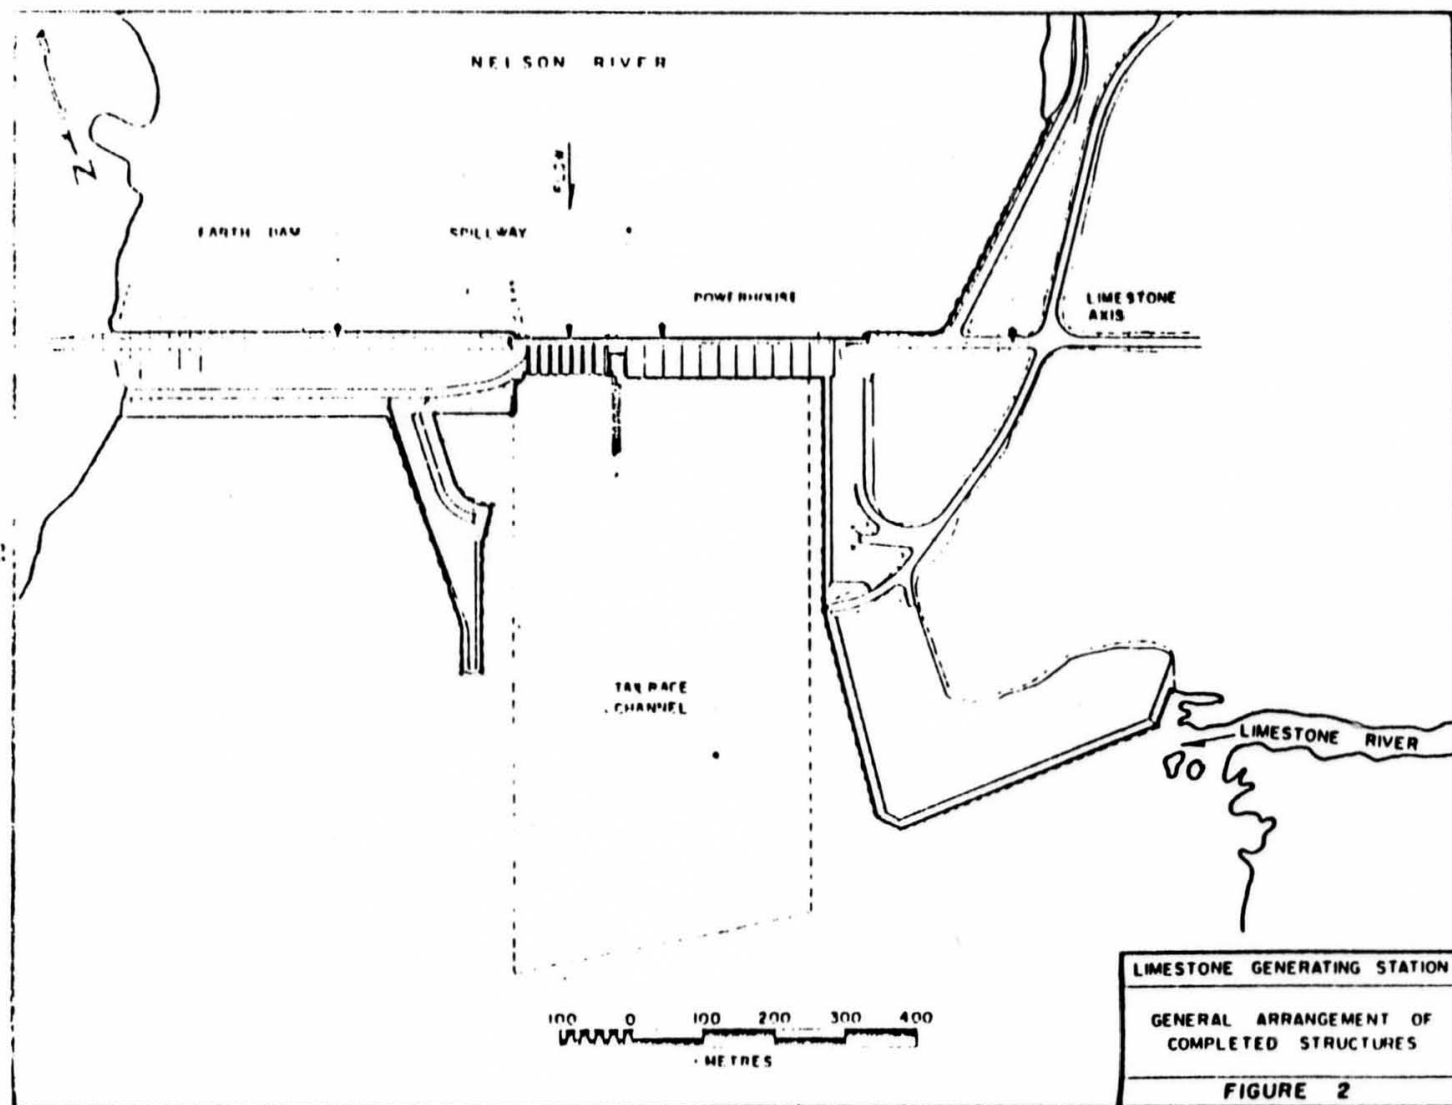 NELSON RIVER
N
FLOW
EARTH DAM
SPILLWAY
POWERHOUSE
LIMESTONE
AXIS
TAILRACE
CHANNEL
LIMESTONE RIVER
100 0 100 200 300 400
METRES
LIMESTONE GENERATING STATION
GENERAL ARRANGEMENT OF
COMPLETED STRUCTURES
FIGURE 2